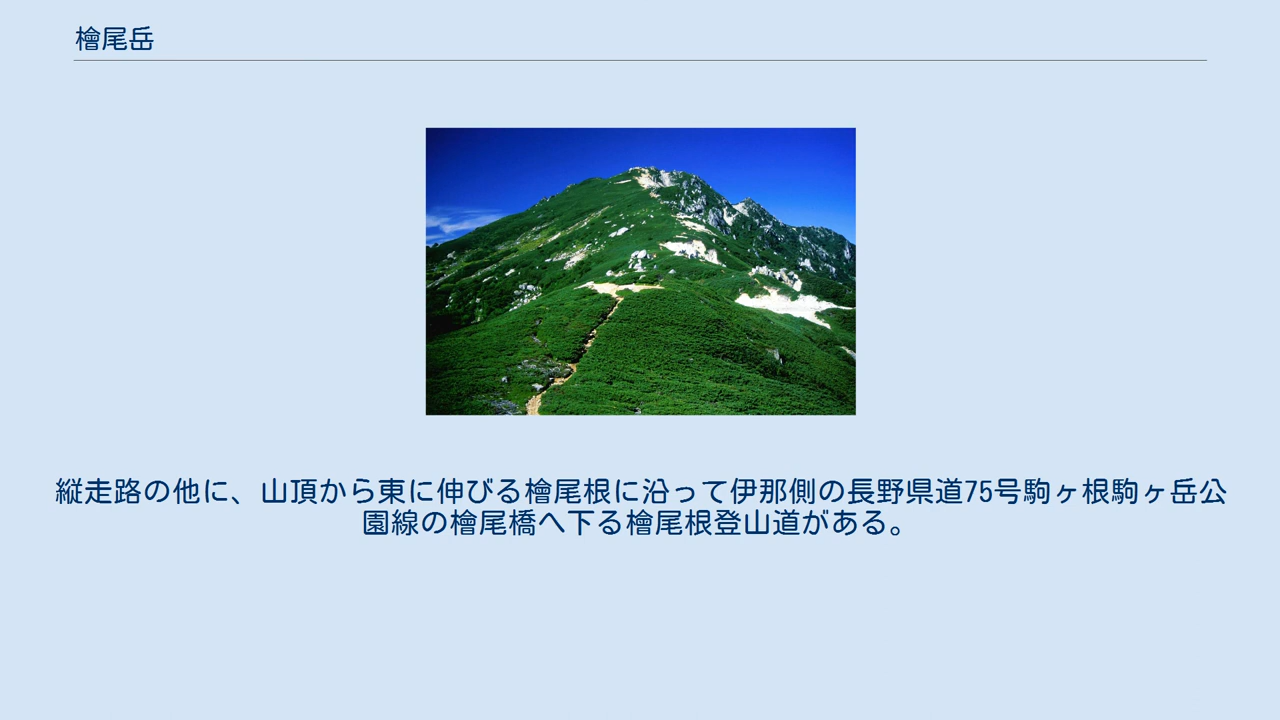 檜尾岳
縦走路の他に、山頂から東に伸びる檜尾根に沿って伊那側の長野県道75号駒ヶ根駒ヶ岳公
園線の檜尾橋へ下る檜尾根登山道がある。